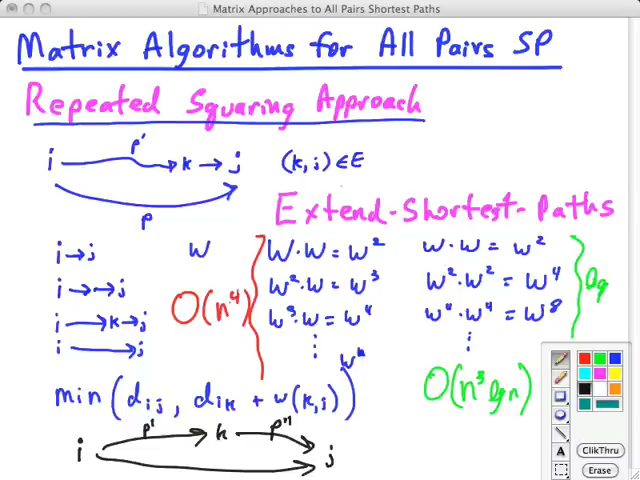 Matrix Approaches to All Pairs Shortest Paths
Matrix Algorithms for All Pairs SP
Repeated Squaring Approach
p'
i k → j (k,j) ∈ E
p
Extend-Shortest-Paths
i → j W W · W = W² W · W = W²
i → → j W² · W = W³ W² · W² = W⁴
O(n⁴) lg
i → k → j W³ · W = W⁴ W⁴ · W⁴ = W⁸
i → j ⋮ ⋮
Wⁿ
min(dij, dik + w(k,j)) O(n³ lg n)
p' k p"
i j
A
ClikThru
Erase